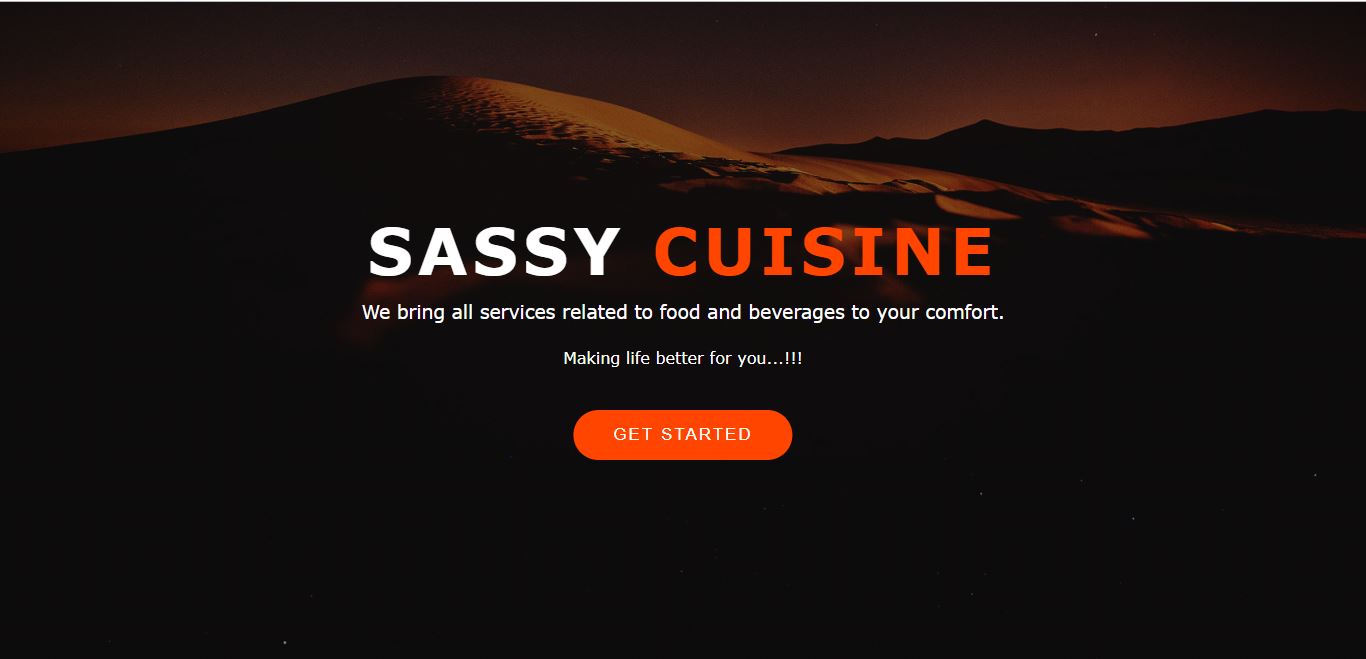 SASSY CUISINE
We bring all services related to food and beverages to your comfort.
Making life better for you...!!!
GET STARTED